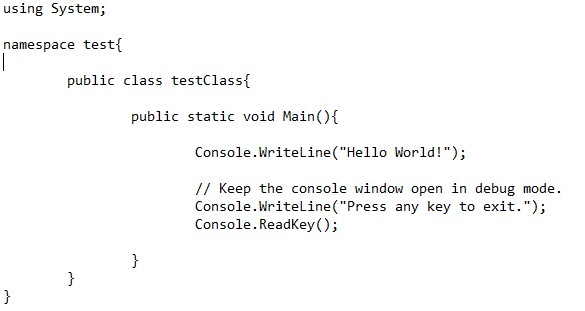 using System;
namespace test{
public class testClass{
public static void Main(){
Console.WriteLine("Hello World!");
// Keep the console window open in debug mode.
Console.WriteLine("Press any key to exit.");
Console.ReadKey();
}
}
}